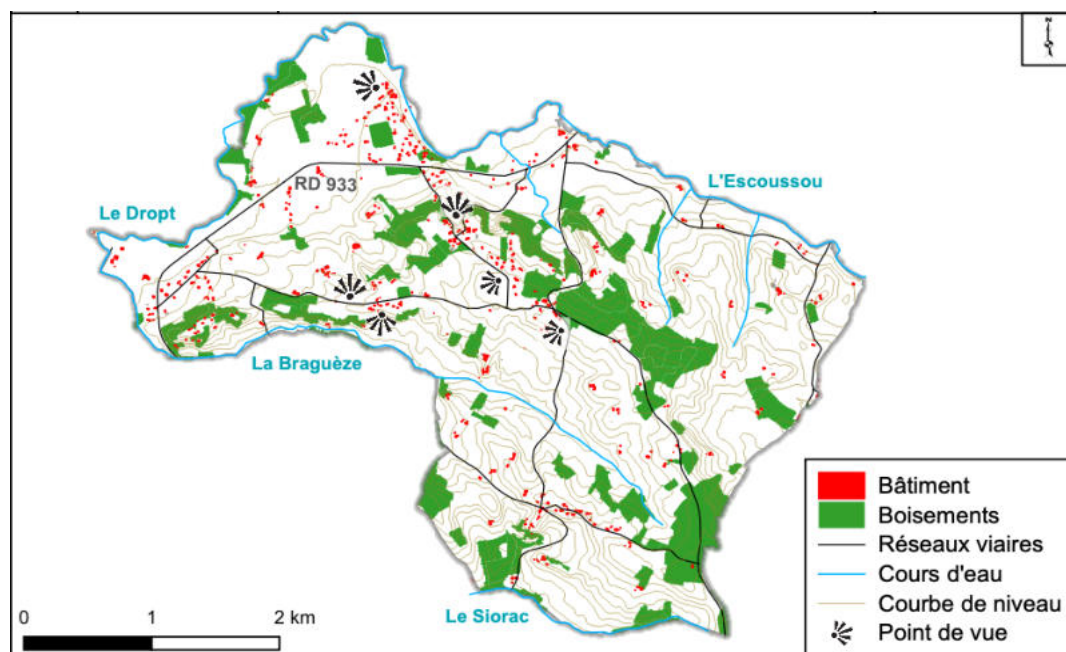 N
RD 933
L'Escoussou
Le Dropt
La Braguèze
Le Siorac
0 1 2 km
Bâtiment
Boisements
Réseaux viaires
Cours d'eau
Courbe de niveau
Point de vue